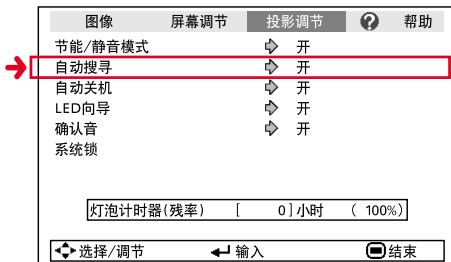 图像 屏幕调节 投影调节 ? 帮助
节能/静音模式 开
自动搜寻 开
自动关机 开
LED向导 开
确认音 开
系统锁
灯泡计时器(残率) [ 0]小时 ( 100%)
选择/调节 输入 结束